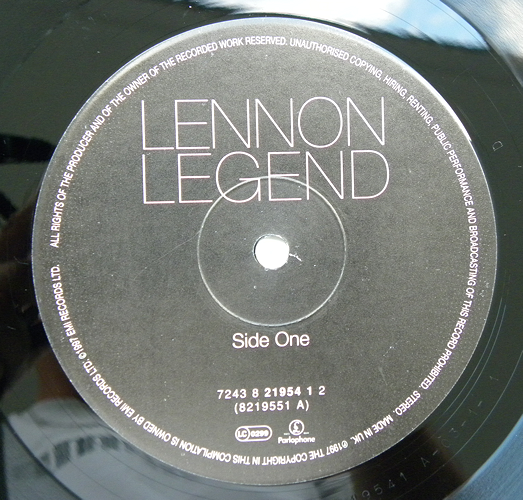 LENNON
LEGEND
Side One
7243 8 21954 1 2
(8219551 A)
LC 0299
Parlophone
ALL RIGHTS OF THE PRODUCER AND OF THE OWNER OF THE RECORDED WORK RESERVED. UNAUTHORISED COPYING, HIRING, RENTING, PUBLIC PERFORMANCE AND BROADCASTING OF THIS RECORD PROHIBITED. STEREO. MADE IN UK. ℗1997 THE COPYRIGHT IN THIS COMPILATION IS OWNED BY EMI RECORDS LTD. ©1997 EMI RECORDS LTD.